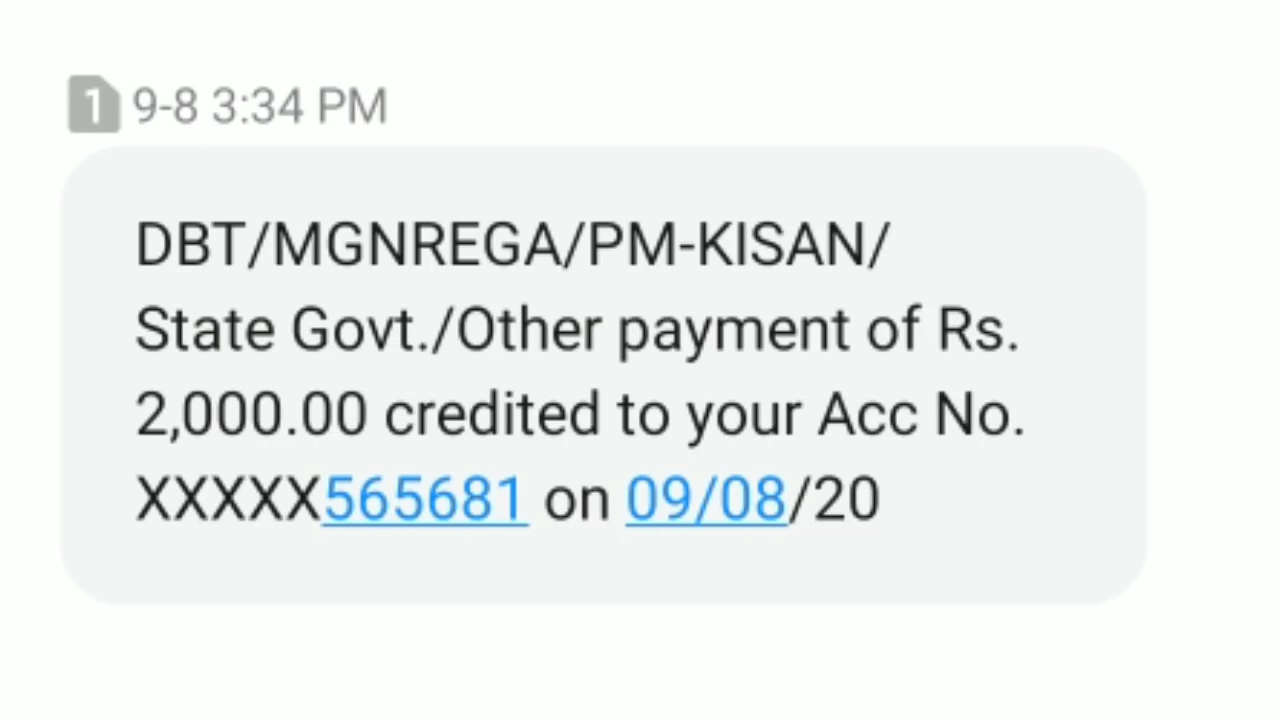 1 9-8 3:34 PM
DBT/MGNREGA/PM-KISAN/
State Govt./Other payment of Rs.
2,000.00 credited to your Acc No.
XXXXX565681 on 09/08/20